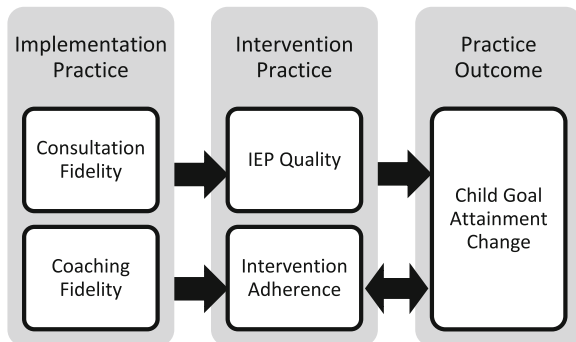 Implementation
Practice
Intervention
Practice
Practice
Outcome
Consultation
Fidelity
IEP Quality
Child Goal
Attainment
Change
Coaching
Fidelity
Intervention
Adherence